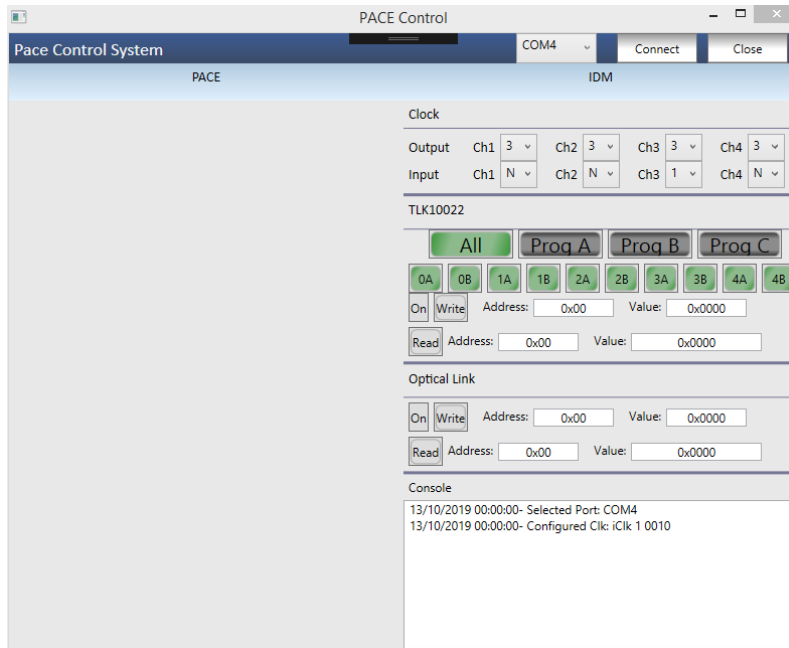 PACE Control
Pace Control System COM4 Connect Close
PACE IDM
Clock
Output Ch1 3 Ch2 3 Ch3 3 Ch4 3
Input Ch1 N Ch2 N Ch3 1 Ch4 N
TLK10022
All Prog A Prog B Prog C
0A 0B 1A 1B 2A 2B 3A 3B 4A 4B
On Write Address: 0x00 Value: 0x0000
Read Address: 0x00 Value: 0x0000
Optical Link
On Write Address: 0x00 Value: 0x0000
Read Address: 0x00 Value: 0x0000
Console
13/10/2019 00:00:00- Selected Port: COM4
13/10/2019 00:00:00- Configured Clk: iClk 1 0010